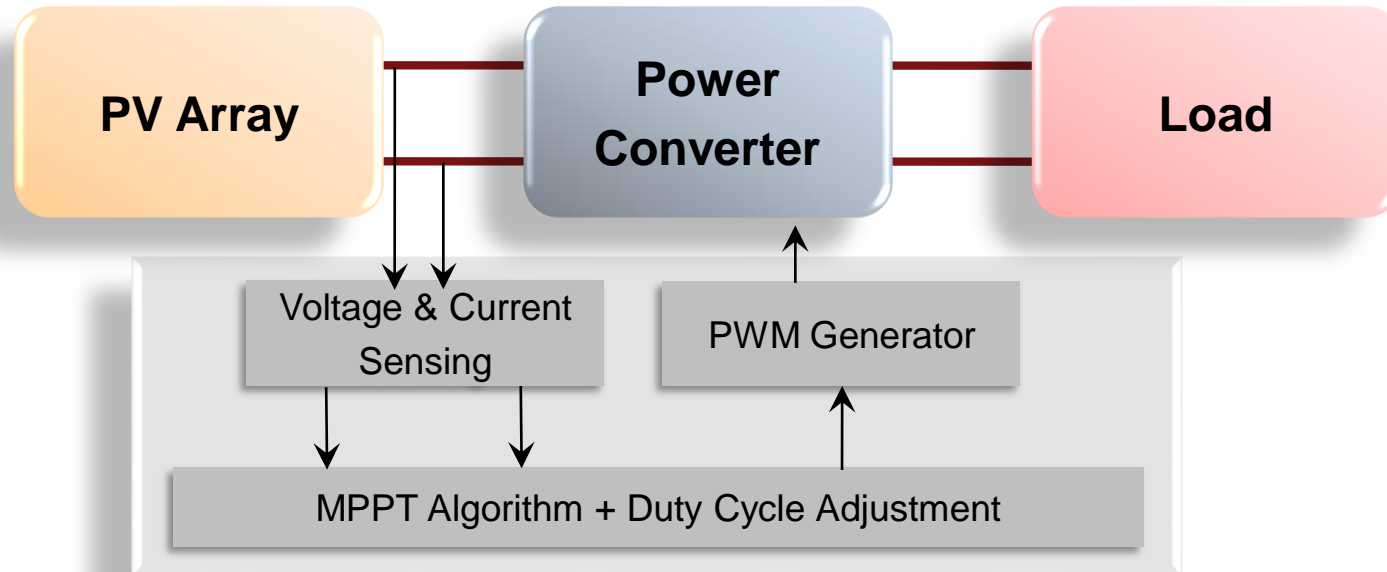 PV Array
Power
Converter
Load
Voltage & Current
Sensing
PWM Generator
MPPT Algorithm + Duty Cycle Adjustment